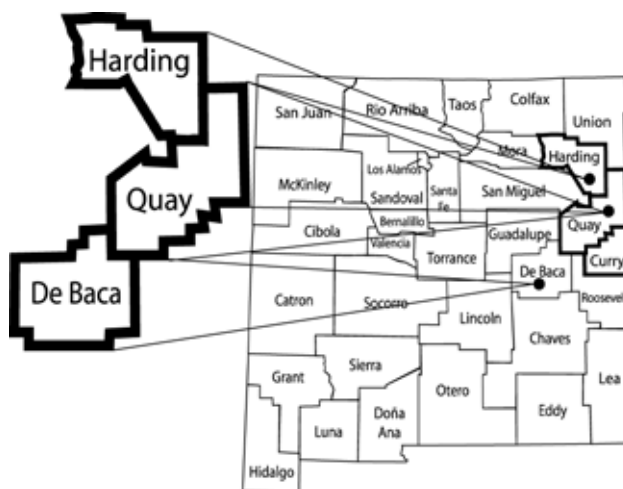 Harding
Quay
De Baca
San Juan
Rio Arriba
Taos
Colfax
Union
Mora
Harding
Los Alamos
McKinley
Sandoval
Santa
Fe
San Miguel
Quay
Bernalillo
Cibola
Valencia
Torrance
Guadalupe
Curry
De Baca
Catron
Socorro
Lincoln
Roosevel
Chaves
Sierra
Grant
Otero
Lea
Luna
Doña
Ana
Eddy
Hidalgo